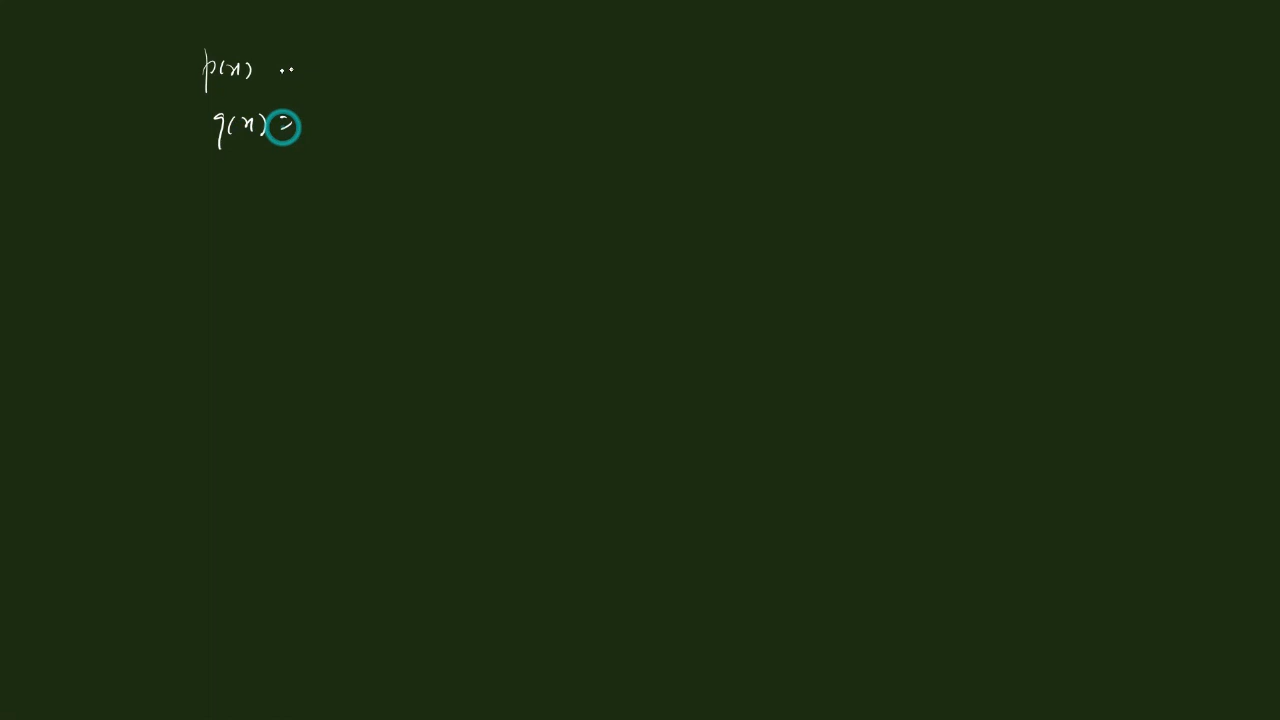 p(x) ..
q(x) =